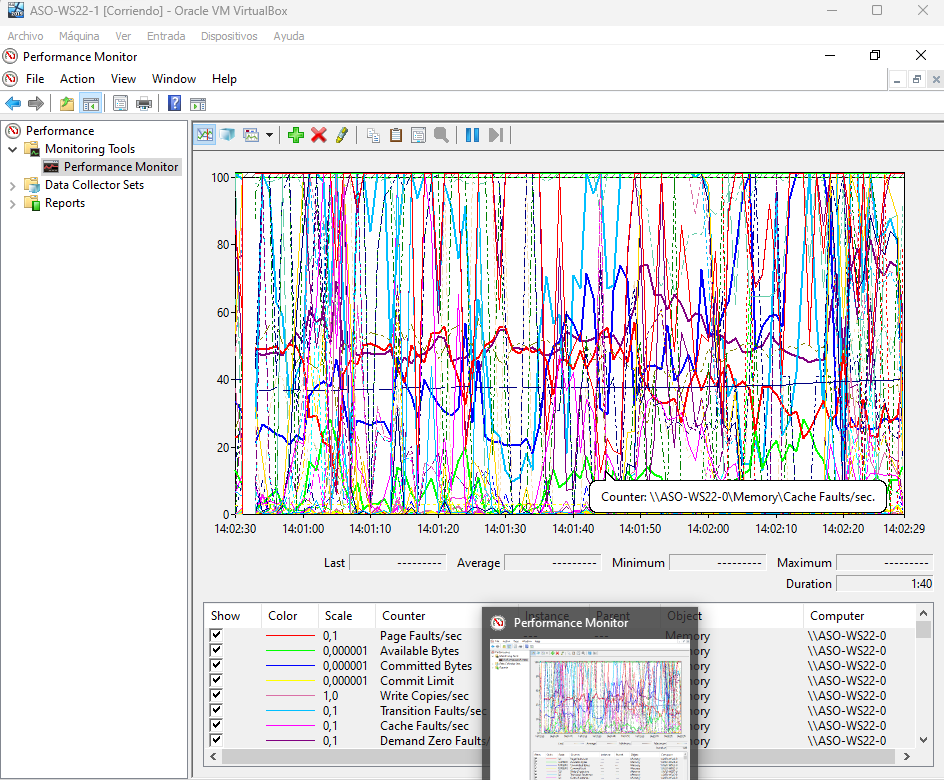 ASO-WS22-1 [Corriendo] - Oracle VM VirtualBox
Archivo Máquina Ver Entrada Dispositivos Ayuda
Performance Monitor
File Action View Window Help
Performance
Monitoring Tools
Performance Monitor
Data Collector Sets
Reports
100
80
60
40
20
0
Counter: \\ASO-WS22-0\Memory\Cache Faults/sec.
14:02:30 14:01:00 14:01:10 14:01:20 14:01:30 14:01:40 14:01:50 14:02:00 14:02:10 14:02:20 14:02:29
Last --------- Average --------- Minimum --------- Maximum ---------
Duration 1:40
Show Color Scale Counter Instance Parent Object Computer
0,1 Page Faults/sec Memory \\ASO-WS22-0
0,000001 Available Bytes \\ASO-WS22-0
0,000001 Committed Bytes \\ASO-WS22-0
0,000001 Commit Limit \\ASO-WS22-0
1,0 Write Copies/sec \\ASO-WS22-0
0,1 Transition Faults/sec \\ASO-WS22-0
0,1 Cache Faults/sec \\ASO-WS22-0
0,1 Demand Zero Faults/ \\ASO-WS22-0
Performance Monitor